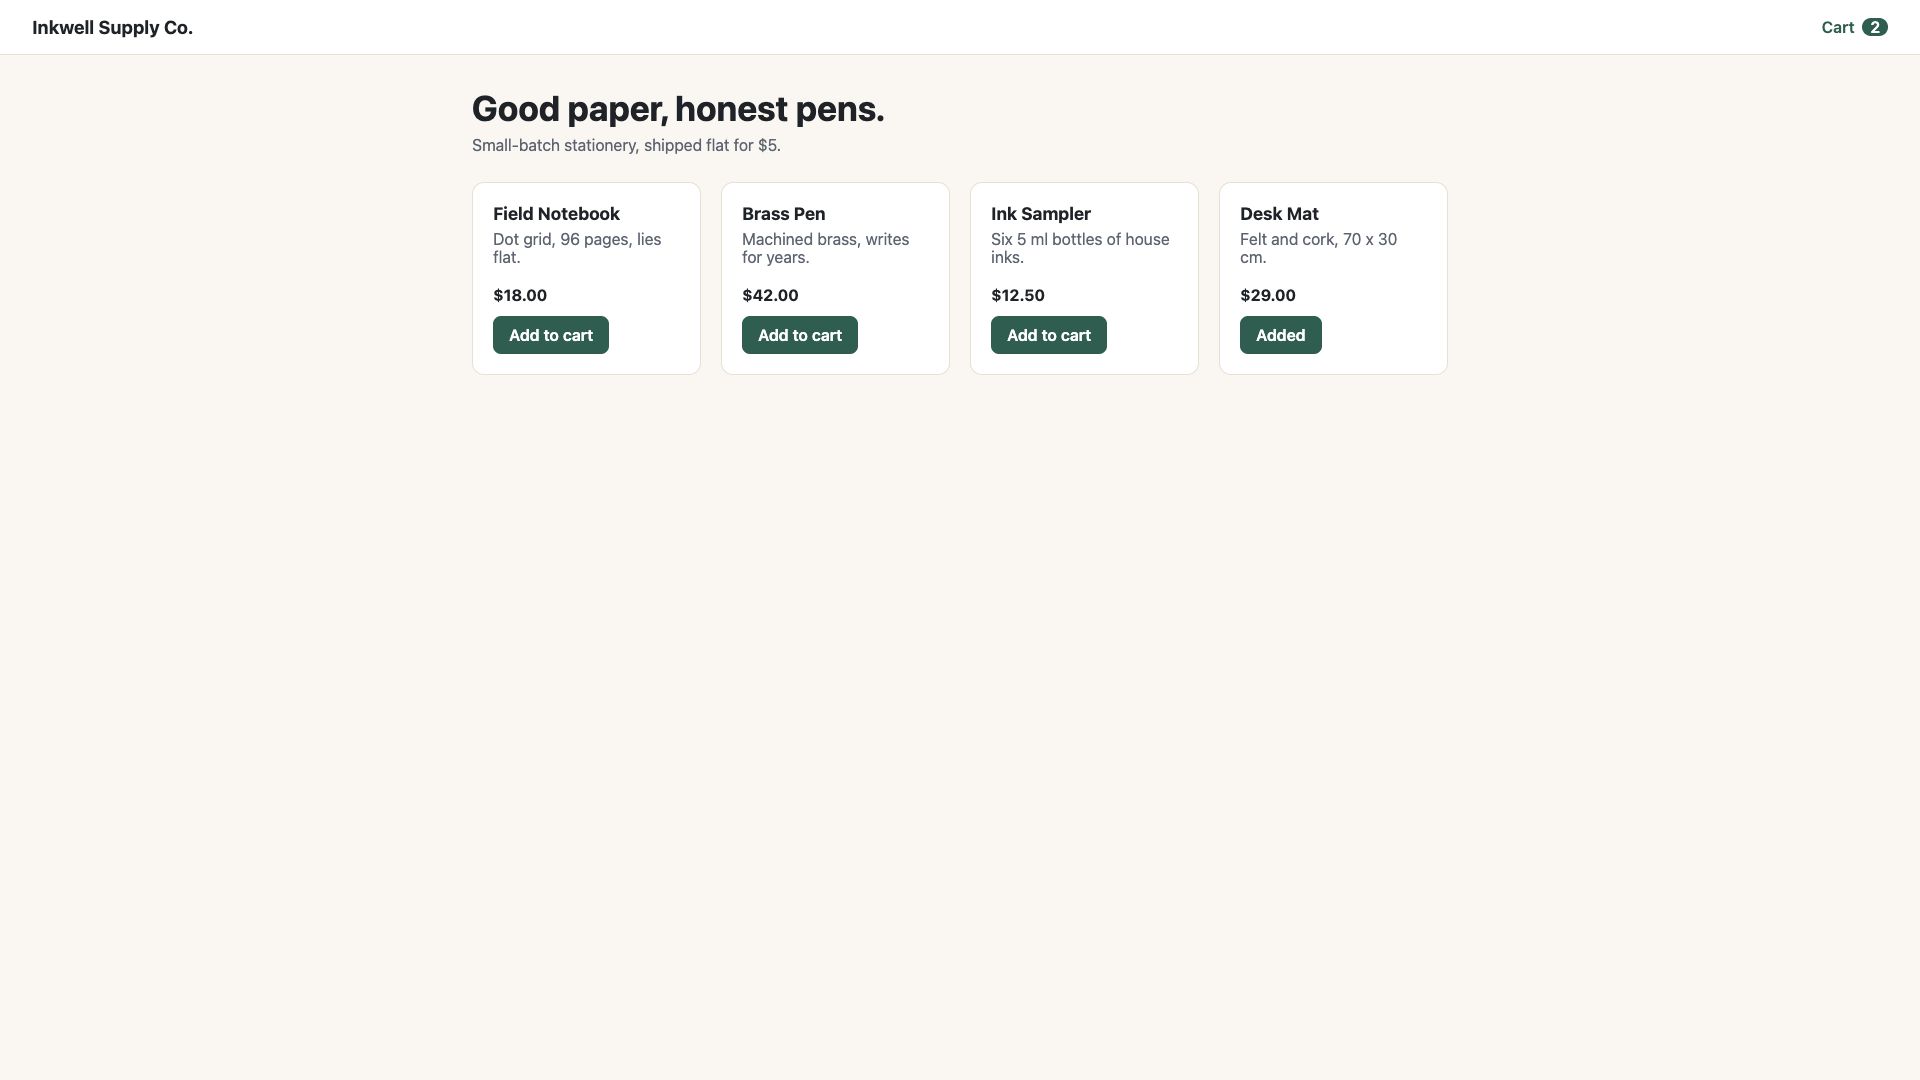 Inkwell Supply Co.
Cart 2
Good paper, honest pens.
Small-batch stationery, shipped flat for $5.
Field Notebook
Dot grid, 96 pages, lies
flat.
$18.00
Add to cart
Brass Pen
Machined brass, writes
for years.
$42.00
Add to cart
Ink Sampler
Six 5 ml bottles of house
inks.
$12.50
Add to cart
Desk Mat
Felt and cork, 70 x 30
cm.
$29.00
Added